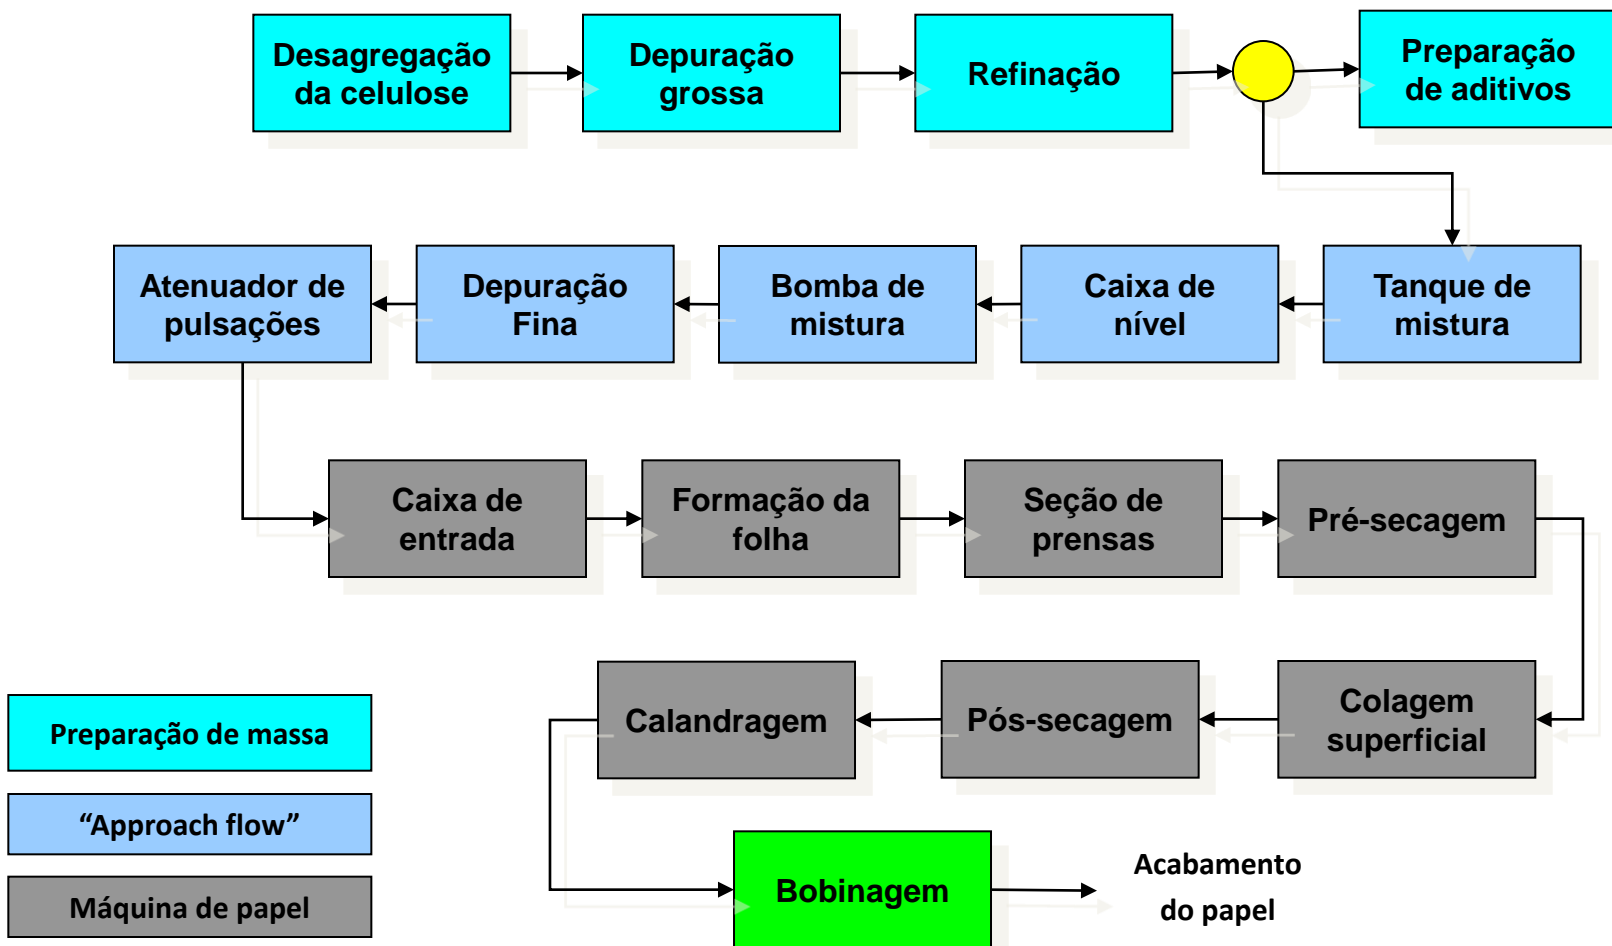 Desagregação
da celulose
Depuração
grossa
Refinação
Preparação
de aditivos
Atenuador de
pulsações
Depuração
Fina
Bomba de
mistura
Caixa de
nível
Tanque de
mistura
Caixa de
entrada
Formação da
folha
Seção de
prensas
Pré-secagem
Calandragem
Pós-secagem
Colagem
superficial
Preparação de massa
“Approach flow”
Máquina de papel
Bobinagem
Acabamento
do papel